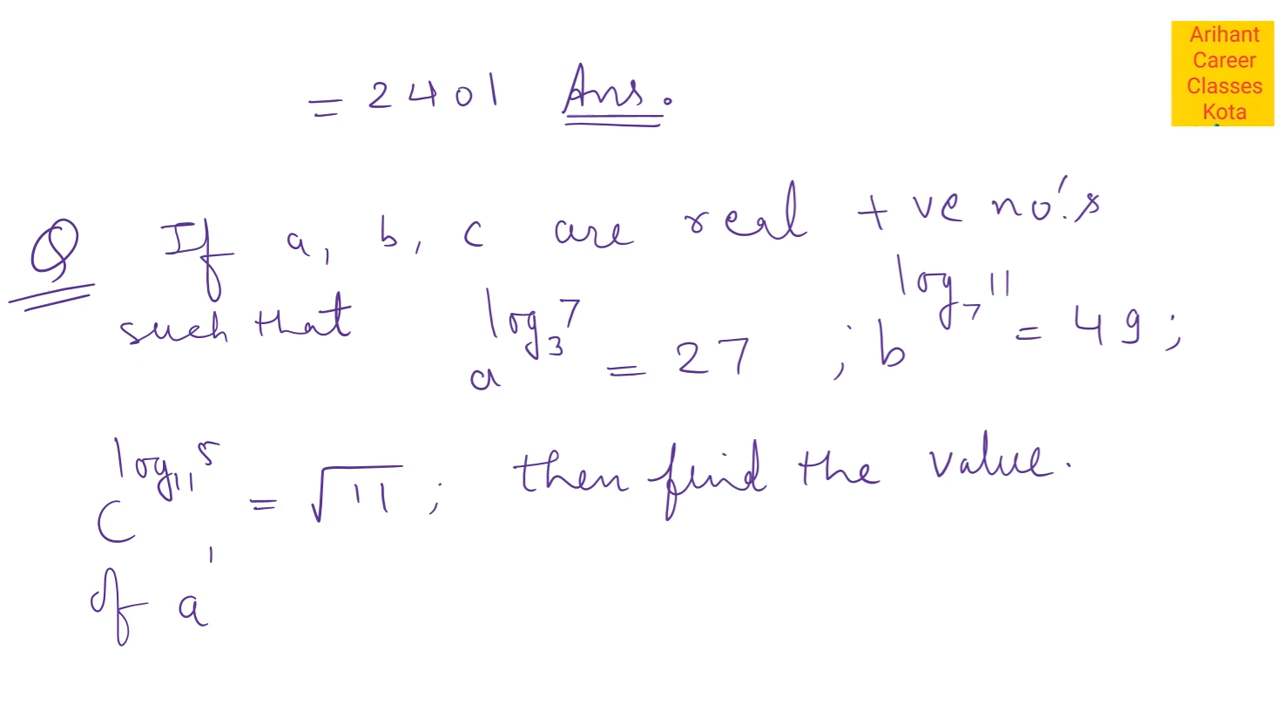 Arihant
Career
Classes
Kota
= 2401 Ans.
Q If a, b, c are real +ve no's
such that a^{log_3 7} = 27 ; b^{log_7 11} = 49 ;
c^{log_11 5} = √11 ; then find the value.
of a^